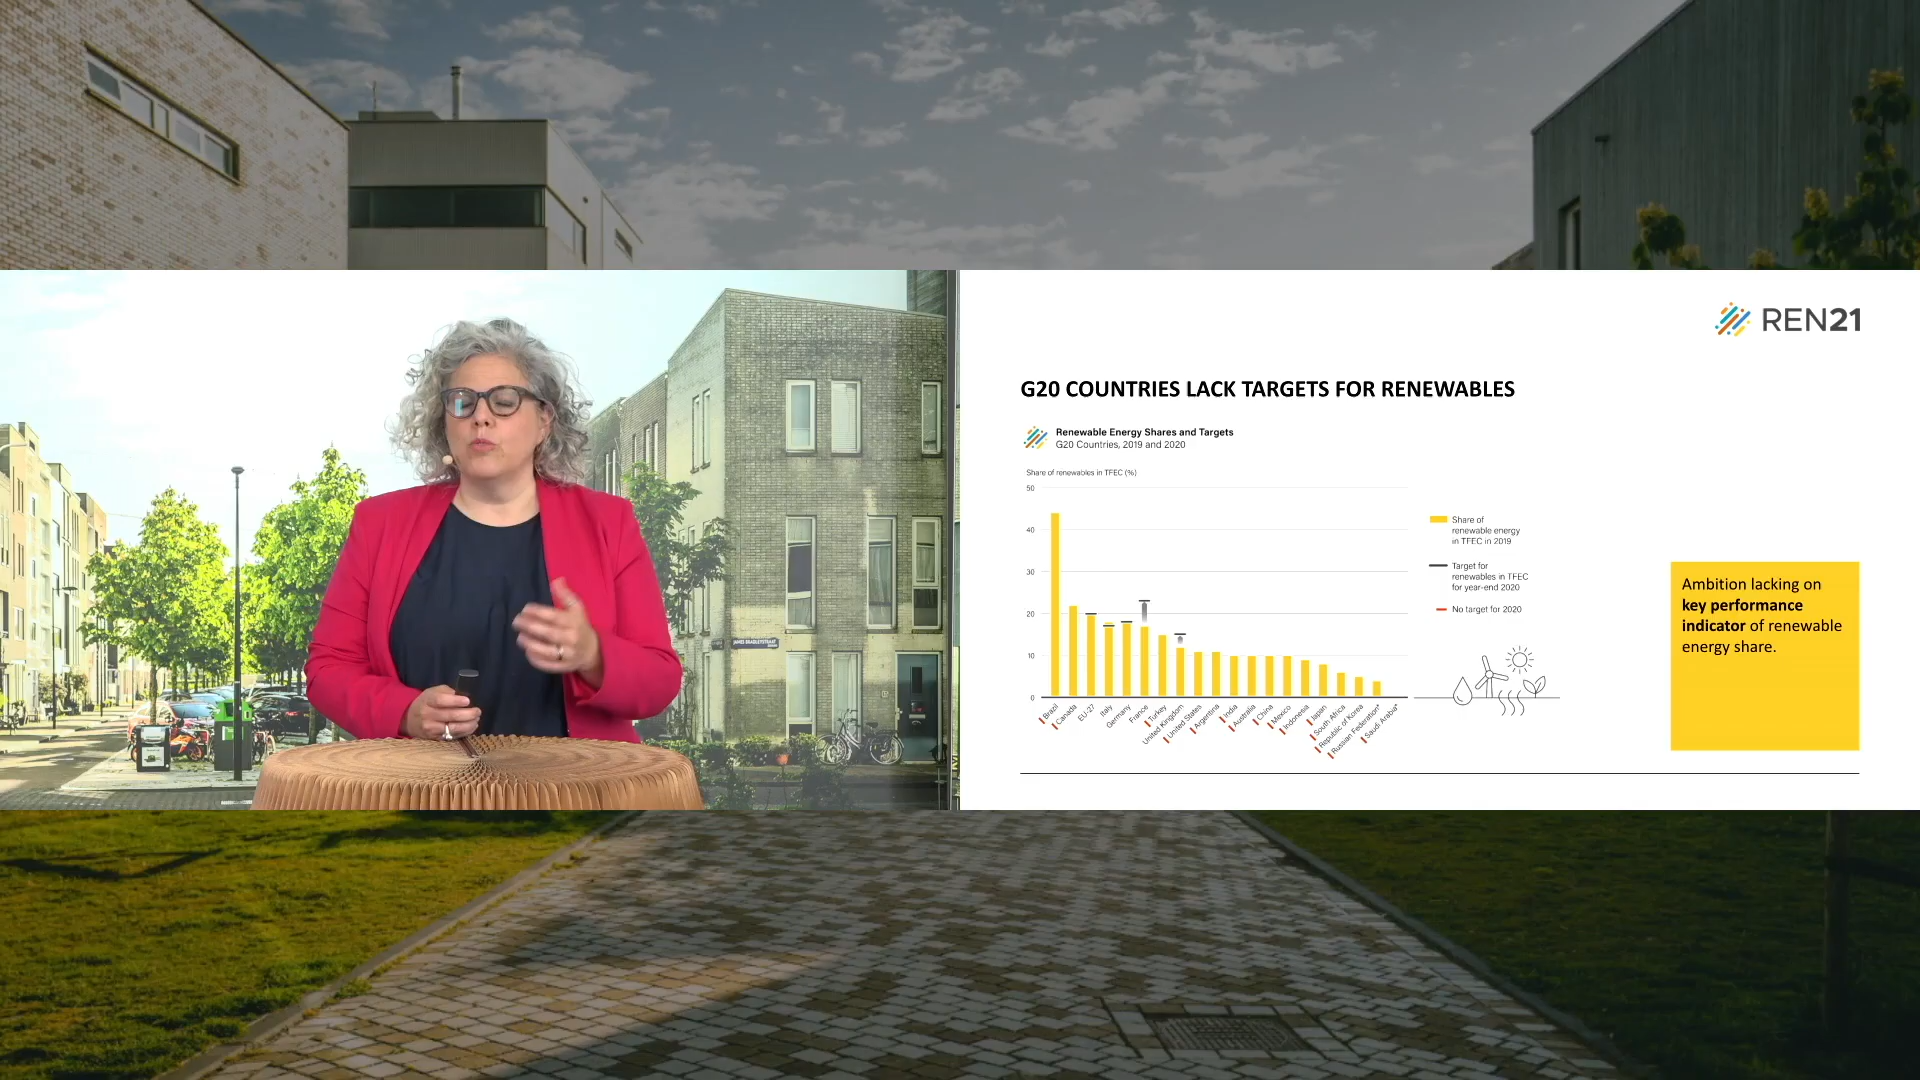 REN21
G20 COUNTRIES LACK TARGETS FOR RENEWABLES
Renewable Energy Shares and Targets
G20 Countries, 2019 and 2020
Share of renewables in TFEC (%)
50
40
30
20
10
0
Brazil
Canada
EU-27
Italy
Germany
France
Turkey
United Kingdom
United States
Argentina
India
Australia
China
Mexico
Indonesia
Japan
South Africa
Republic of Korea
Russian Federation*
Saudi Arabia*
Share of
renewable energy
in TFEC in 2019
Target for
renewables in TFEC
for year-end 2020
No target for 2020
Ambition lacking on
key performance
indicator of renewable
energy share.